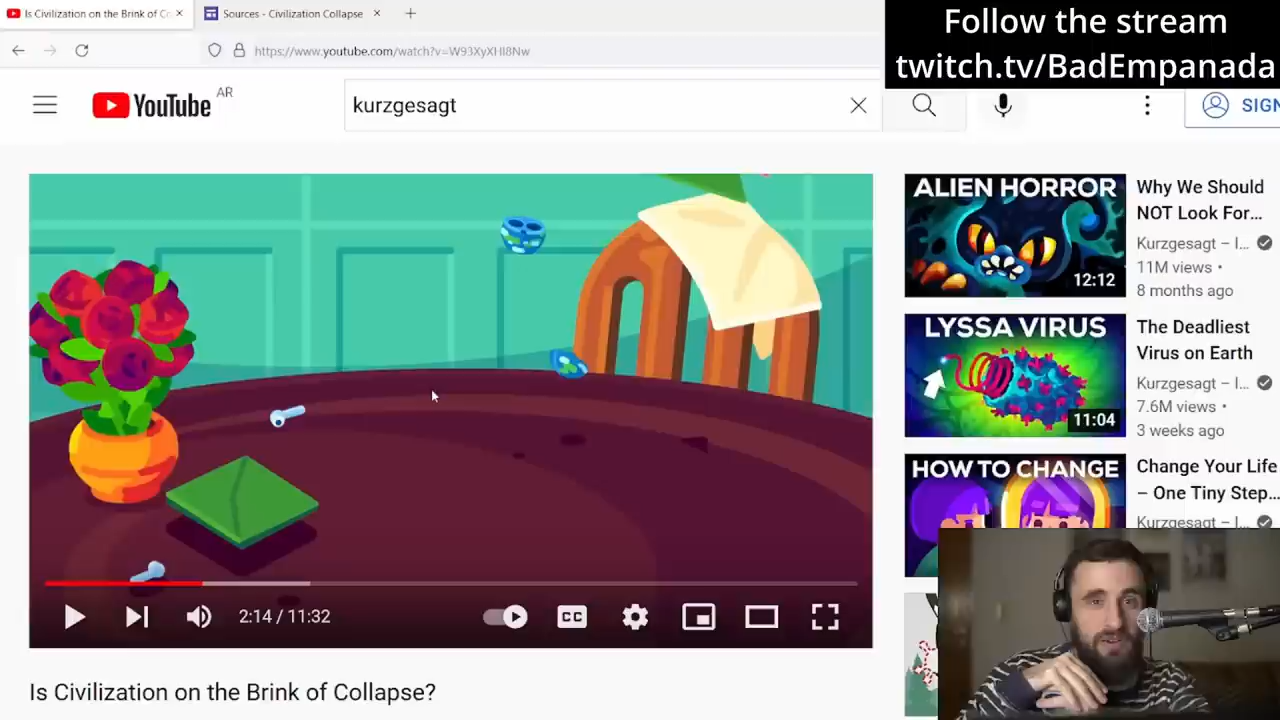 Is Civilization on the Brink of Co
Sources - Civilization Collapse
Follow the stream
twitch.tv/BadEmpanada
https://www.youtube.com/watch?v=W93XyXHI8Nw
YouTube AR
kurzgesagt
SIGN
ALIEN HORROR
12:12
Why We Should
NOT Look For...
Kurzgesagt – I...
11M views •
8 months ago
LYSSA VIRUS
11:04
The Deadliest
Virus on Earth
Kurzgesagt – I...
7.6M views •
3 weeks ago
HOW TO CHANGE
Change Your Life
– One Tiny Step...
Kurzgesagt – I...
2:14 / 11:32
CC
Is Civilization on the Brink of Collapse?